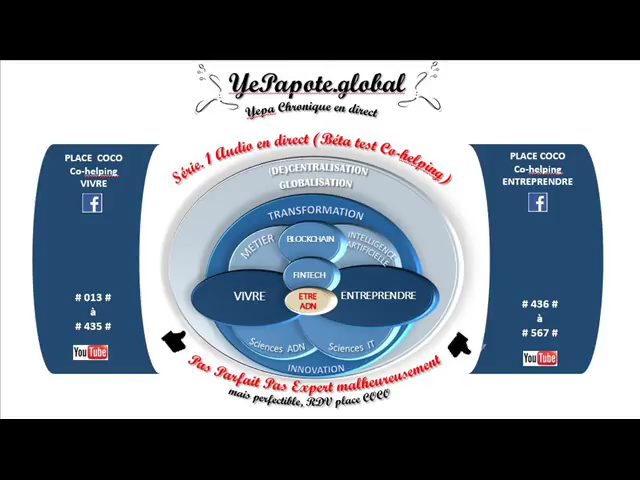 YePapote.global
Yepa Chronique en direct
Série. 1 Audio en direct ( Béta test Co-helping)
PLACE COCO
Co-helping
VIVRE
f
# 013 #
à
# 435 #
YouTube
(DE)CENTRALISATION
GLOBALISATION
TRANSFORMATION
METIER
BLOCKCHAIN
INTELLIGENCE
ARTIFICIELLE
FINTECH
VIVRE
ETRE
ADN
ENTREPRENDRE
Sciences ADN
Sciences IT
INNOVATION
PLACE COCO
Co-helping
ENTREPRENDRE
f
# 436 #
à
# 567 #
YouTube
Pas Parfait Pas Expert malheureusement
mais perfectible, RDV place COCO